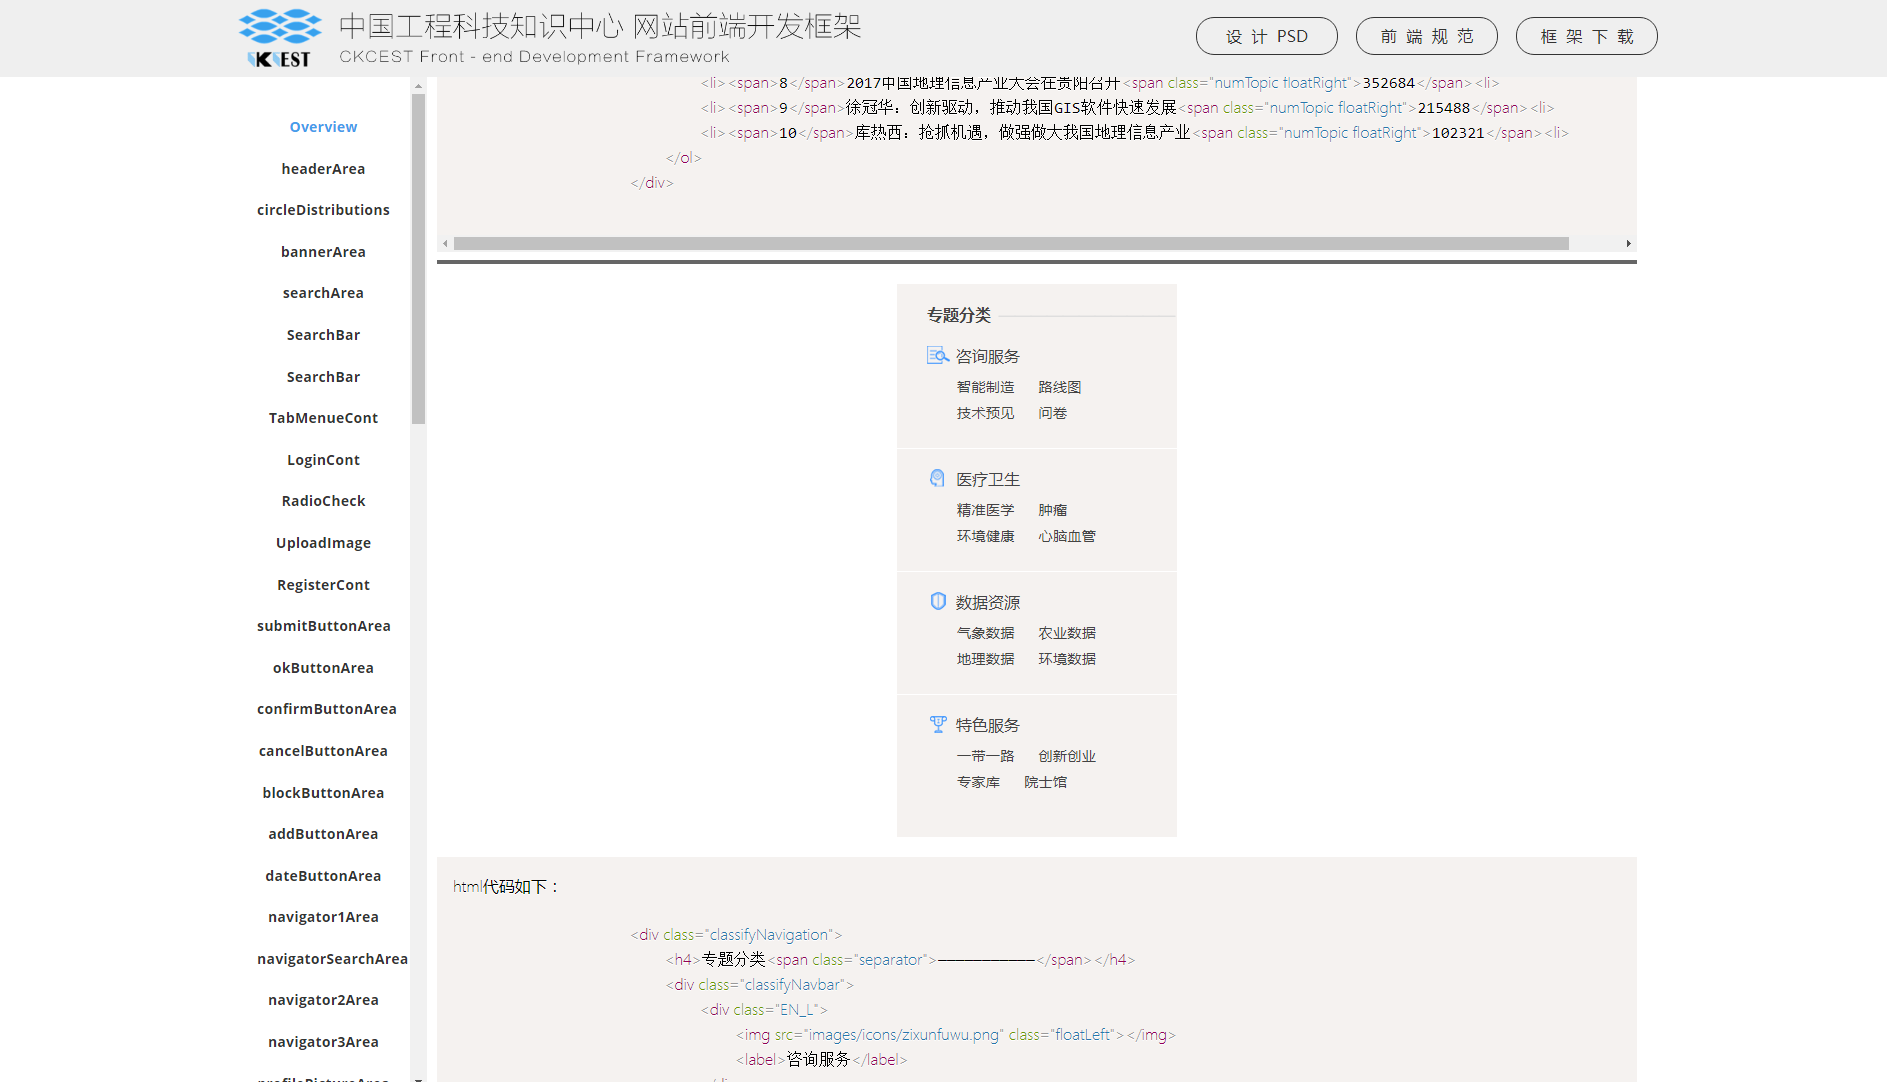 中国工程科技知识中心 网站前端开发框架
CKCEST Front - end Development Framework
CKCEST
设 计 PSD
前 端 规 范
框 架 下 载
Overview
headerArea
circleDistributions
bannerArea
searchArea
SearchBar
SearchBar
TabMenueCont
LoginCont
RadioCheck
UploadImage
RegisterCont
submitButtonArea
okButtonArea
confirmButtonArea
cancelButtonArea
blockButtonArea
addButtonArea
dateButtonArea
navigator1Area
navigatorSearchArea
navigator2Area
navigator3Area
profilePictureArea
<li><span>8</span>2017中国地理信息产业大会在贵阳召开<span class="numTopic floatRight">352684</span><li>
<li><span>9</span>徐冠华：创新驱动，推动我国GIS软件快速发展<span class="numTopic floatRight">215488</span><li>
<li><span>10</span>库热西：抢抓机遇，做强做大我国地理信息产业<span class="numTopic floatRight">102321</span><li>
</ol>
</div>
专题分类
咨询服务
智能制造 路线图
技术预见 问卷
医疗卫生
精准医学 肿瘤
环境健康 心脑血管
数据资源
气象数据 农业数据
地理数据 环境数据
特色服务
一带一路 创新创业
专家库 院士馆
html代码如下：
<div class="classifyNavigation">
<h4>专题分类<span class="separator">———————————</span></h4>
<div class="classifyNavbar">
<div class="EN_L">
<img src="images/icons/zixunfuwu.png" class="floatLeft"></img>
<label>咨询服务</label>